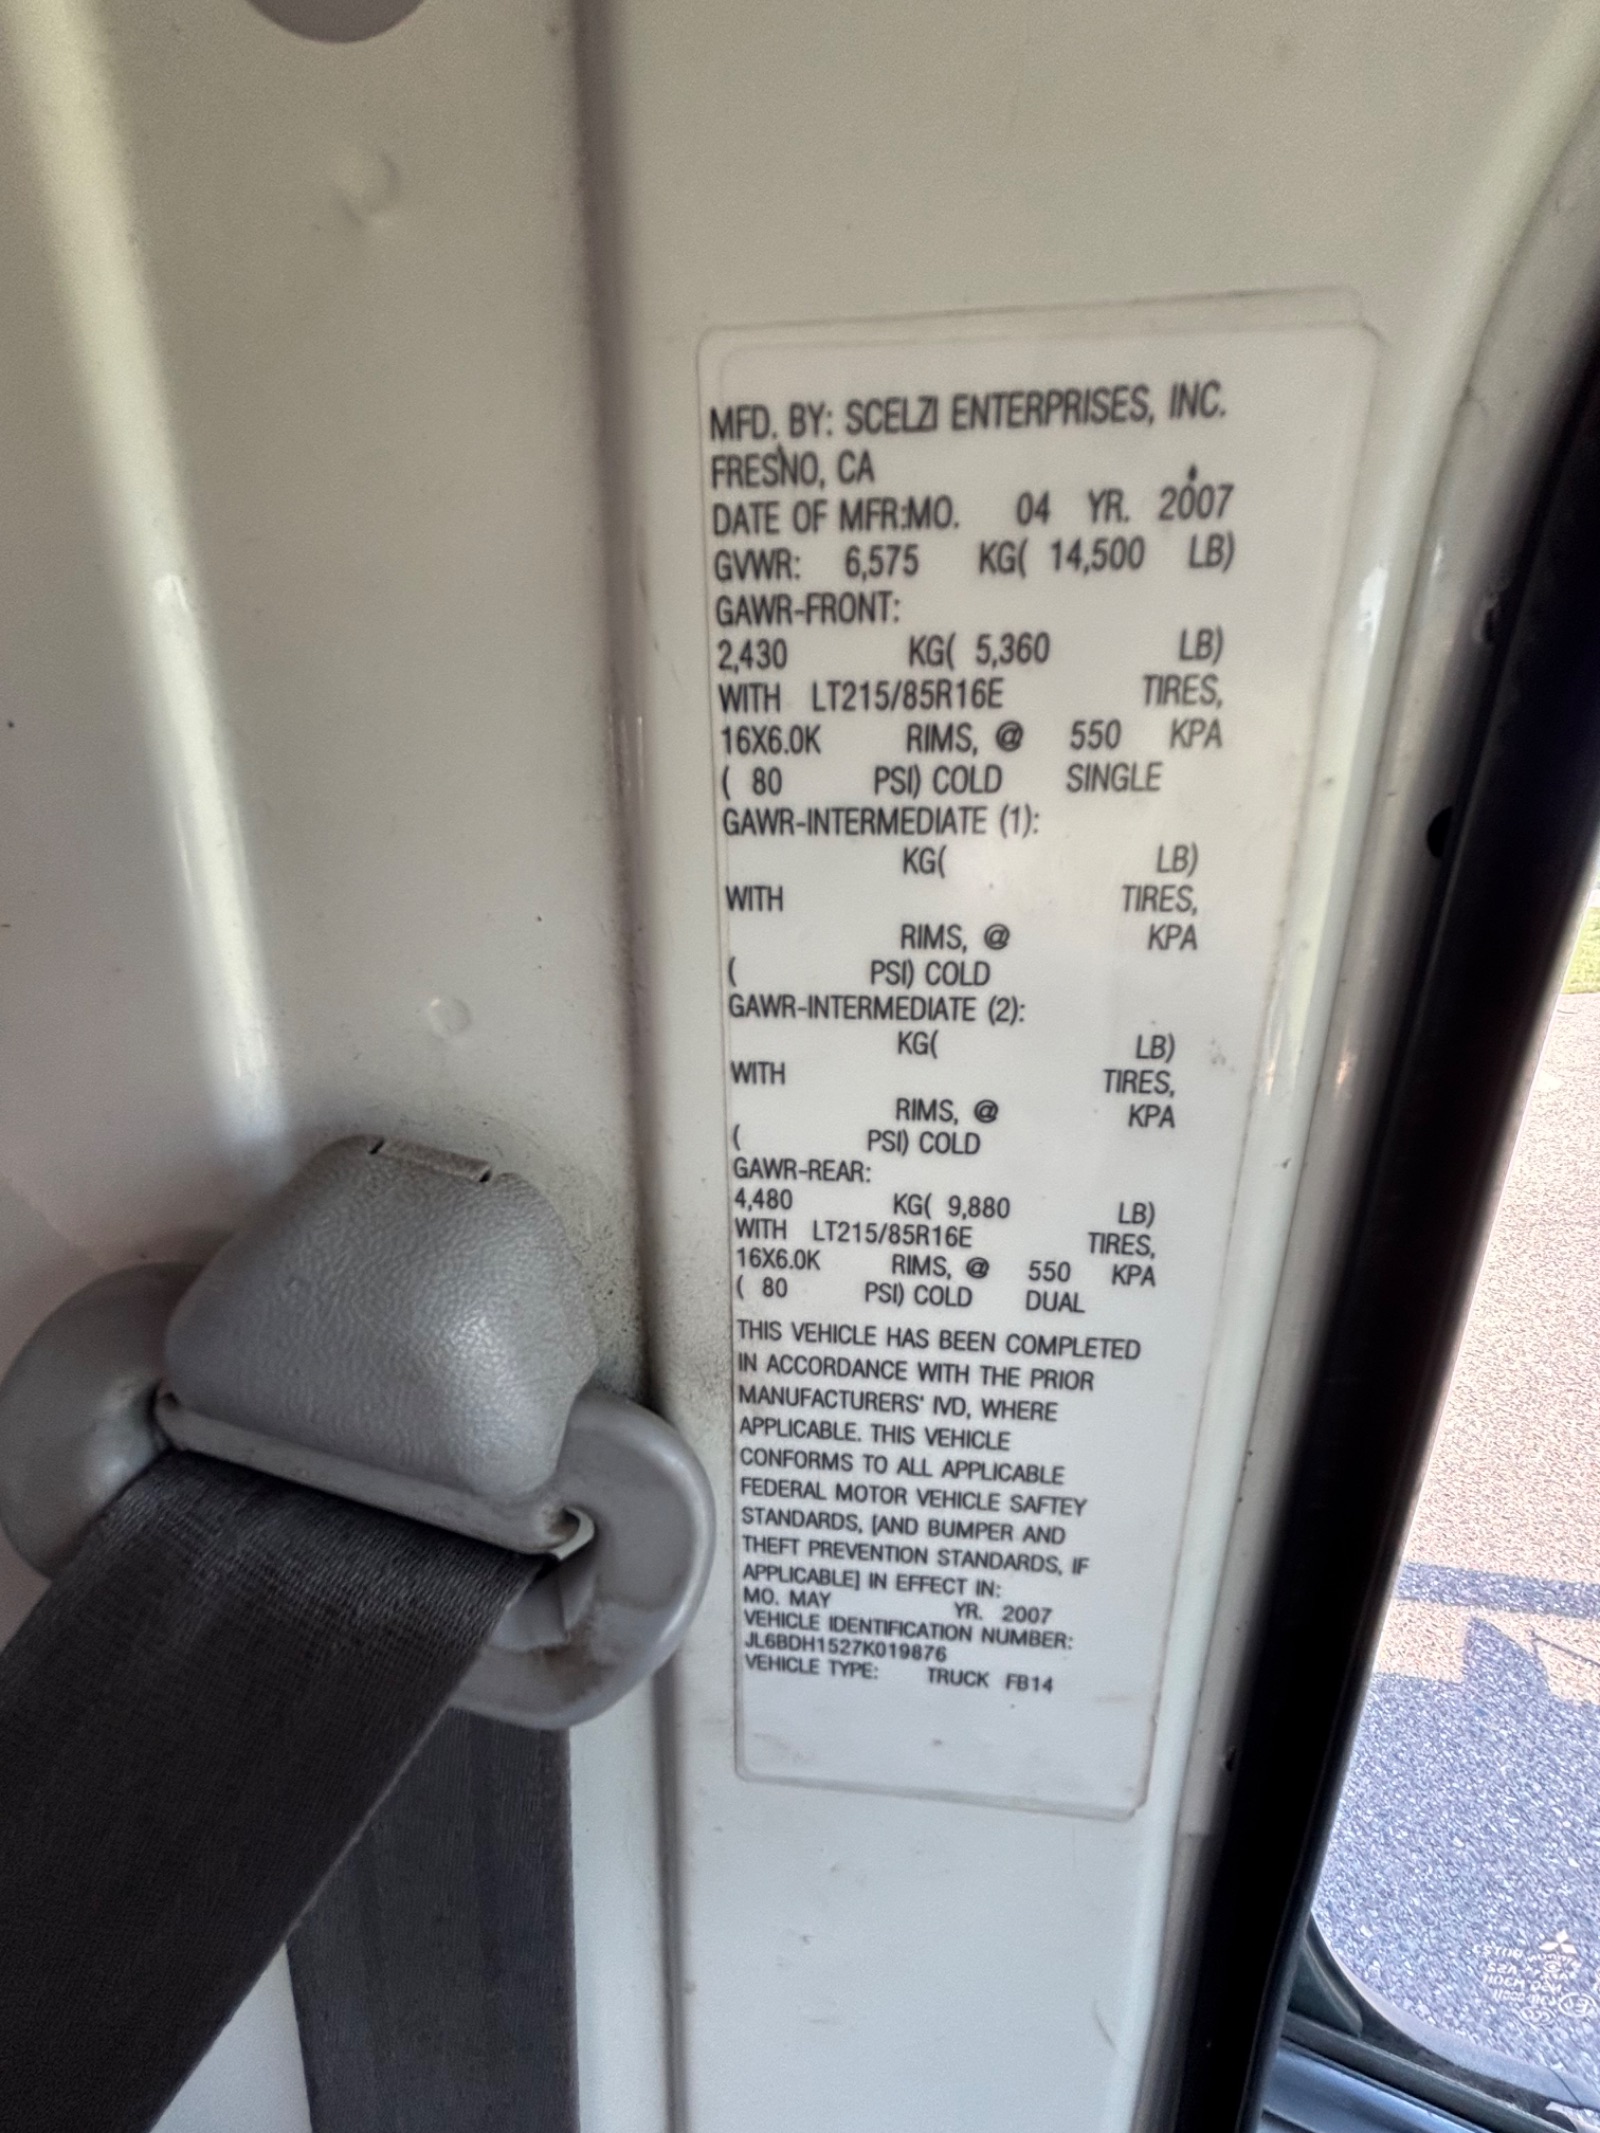 MFD. BY: SCELZI ENTERPRISES, INC.
FRESNO, CA
DATE OF MFR:MO. 04 YR. 2007
GVWR: 6,575 KG( 14,500 LB)
GAWR-FRONT:
2,430 KG( 5,360 LB)
WITH LT215/85R16E TIRES,
16X6.0K RIMS, @ 550 KPA
( 80 PSI) COLD SINGLE
GAWR-INTERMEDIATE (1):
KG( LB)
WITH TIRES,
RIMS, @ KPA
( PSI) COLD
GAWR-INTERMEDIATE (2):
KG( LB)
WITH TIRES,
RIMS, @ KPA
( PSI) COLD
GAWR-REAR:
4,480 KG( 9,880 LB)
WITH LT215/85R16E TIRES,
16X6.0K RIMS, @ 550 KPA
( 80 PSI) COLD DUAL
THIS VEHICLE HAS BEEN COMPLETED
IN ACCORDANCE WITH THE PRIOR
MANUFACTURERS' IVD, WHERE
APPLICABLE. THIS VEHICLE
CONFORMS TO ALL APPLICABLE
FEDERAL MOTOR VEHICLE SAFTEY
STANDARDS, [AND BUMPER AND
THEFT PREVENTION STANDARDS, IF
APPLICABLE] IN EFFECT IN:
MO. MAY YR. 2007
VEHICLE IDENTIFICATION NUMBER:
JL6BDH1527K019876
VEHICLE TYPE: TRUCK FB14